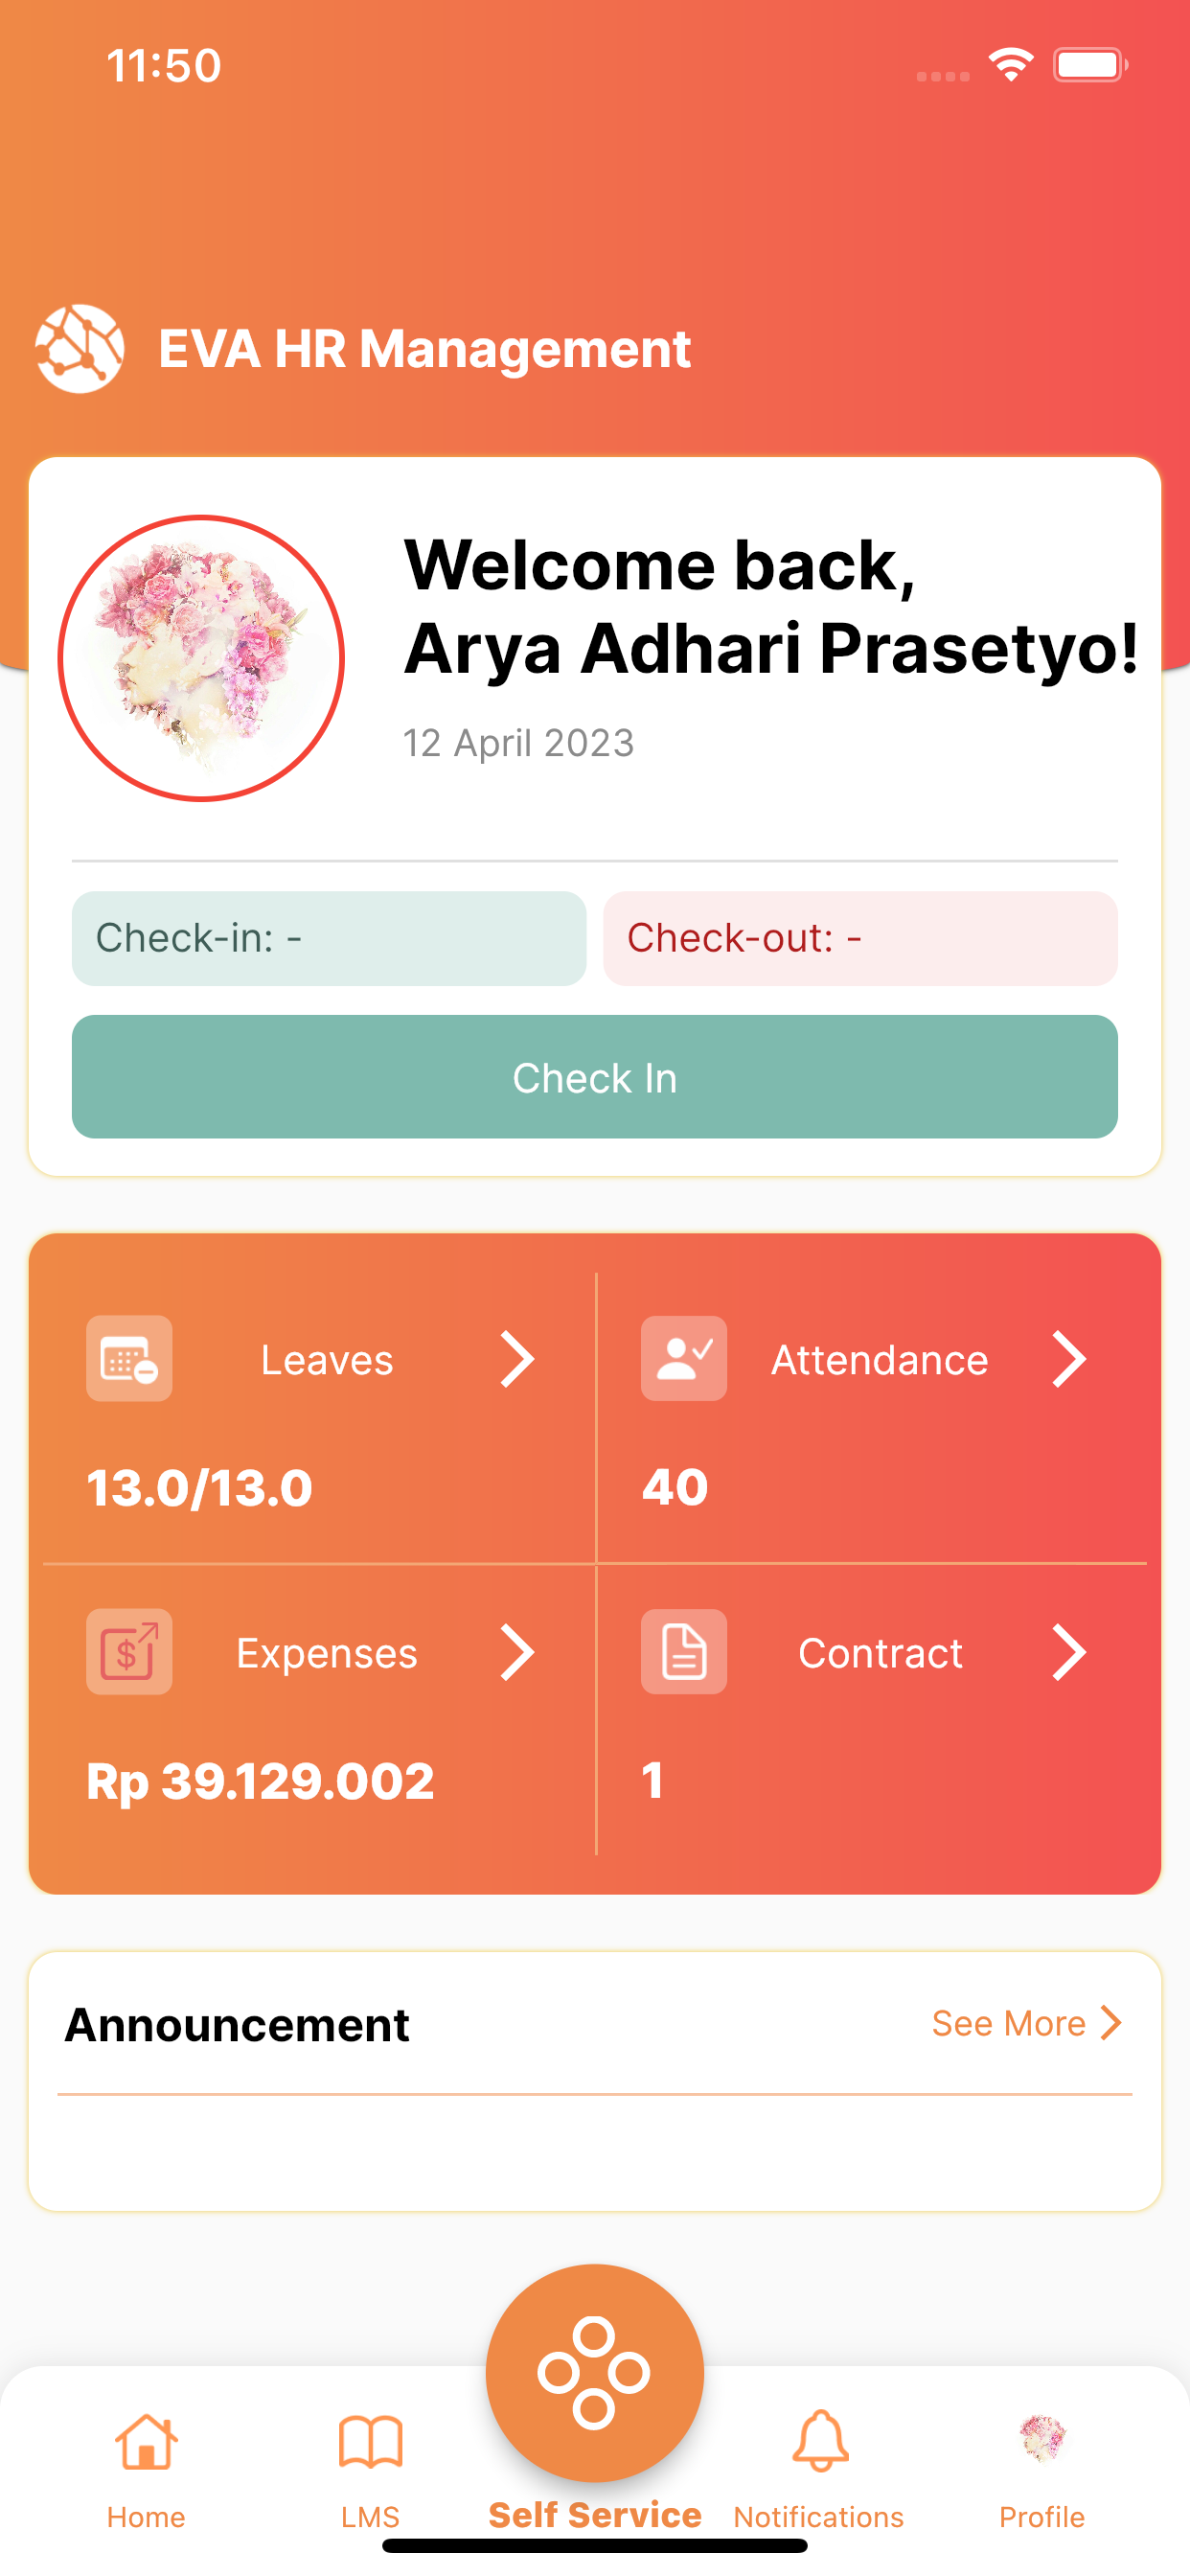 11:50
EVA HR Management
Welcome back,
Arya Adhari Prasetyo!
12 April 2023
Check-in: -
Check-out: -
Check In
Leaves
Attendance
13.0/13.0
40
Expenses
Contract
Rp 39.129.002
1
Announcement
See More
Home
LMS
Self Service
Notifications
Profile